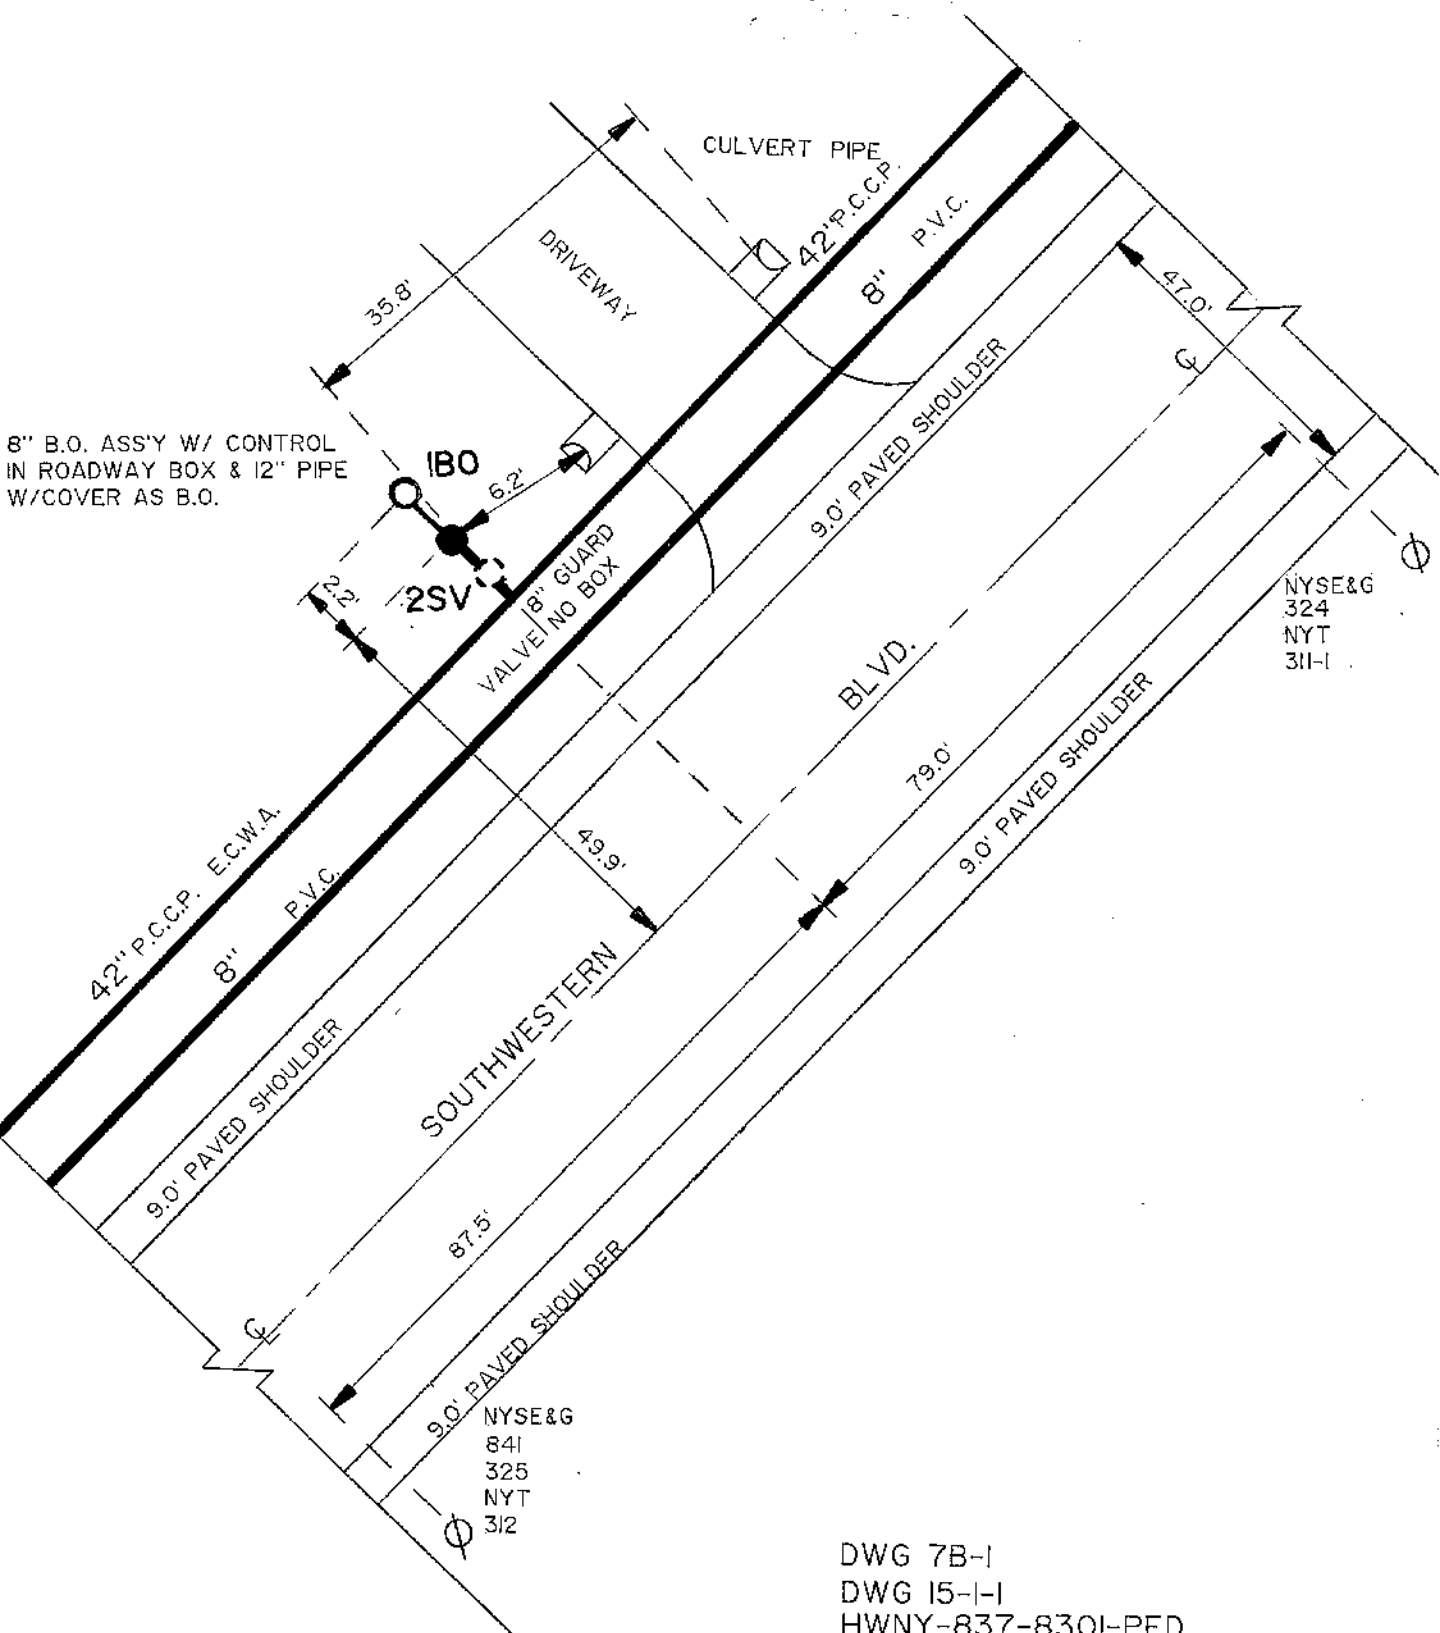 CULVERT PIPE
42" P.C.C.P.
8"
P.V.C.
DRIVEWAY
35.8'
47.0'
℄
8" B.O. ASS'Y W/ CONTROL
IN ROADWAY BOX & 12" PIPE
W/COVER AS B.O.
1BO
6.2'
9.0' PAVED SHOULDER
2.2'
2SV
8" GUARD
VALVE NO BOX
NYSE&G
324
NYT
311-1
BLVD.
79.0'
9.0' PAVED SHOULDER
49.9'
42" P.C.C.P. E.C.W.A.
8"
P.V.C.
SOUTHWESTERN
9.0' PAVED SHOULDER
87.5'
℄
9.0' PAVED SHOULDER
NYSE&G
841
325
NYT
312
DWG 7B-1
DWG 15-1-1
HWNY-837-8301-PED